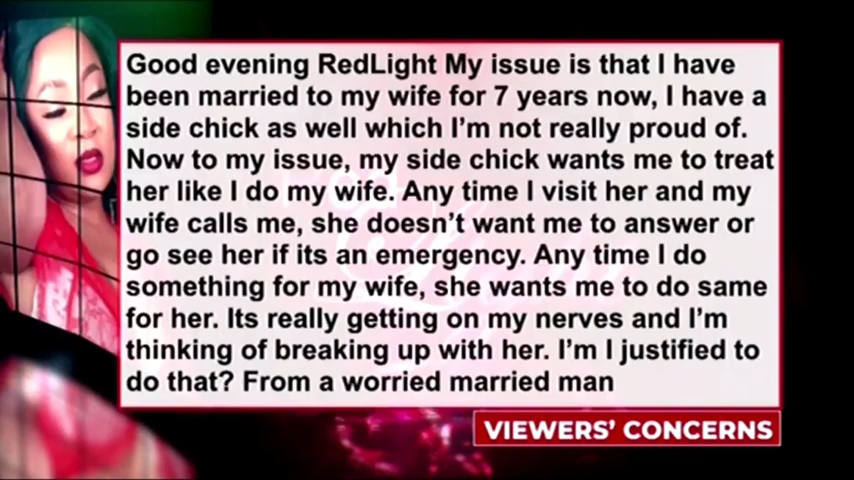 Good evening RedLight My issue is that I have
been married to my wife for 7 years now, I have a
side chick as well which I'm not really proud of.
Now to my issue, my side chick wants me to treat
her like I do my wife. Any time I visit her and my
wife calls me, she doesn't want me to answer or
go see her if its an emergency. Any time I do
something for my wife, she wants me to do same
for her. Its really getting on my nerves and I'm
thinking of breaking up with her. I'm I justified to
do that? From a worried married man
VIEWERS' CONCERNS